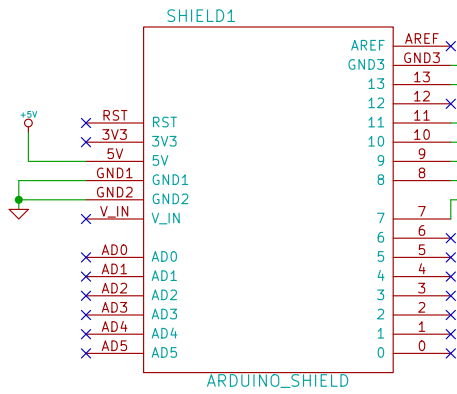 SHIELD1
AREF AREF
GND3 GND3
13 13
12 12
+5V
RST RST 11 11
3V3 3V3 10 10
5V 5V 9 9
GND1 GND1 8 8
GND2 GND2
V_IN V_IN 7 7
6 6
AD0 AD0 5 5
AD1 AD1 4 4
AD2 AD2 3 3
AD3 AD3 2 2
AD4 AD4 1 1
AD5 AD5 0 0
ARDUINO_SHIELD